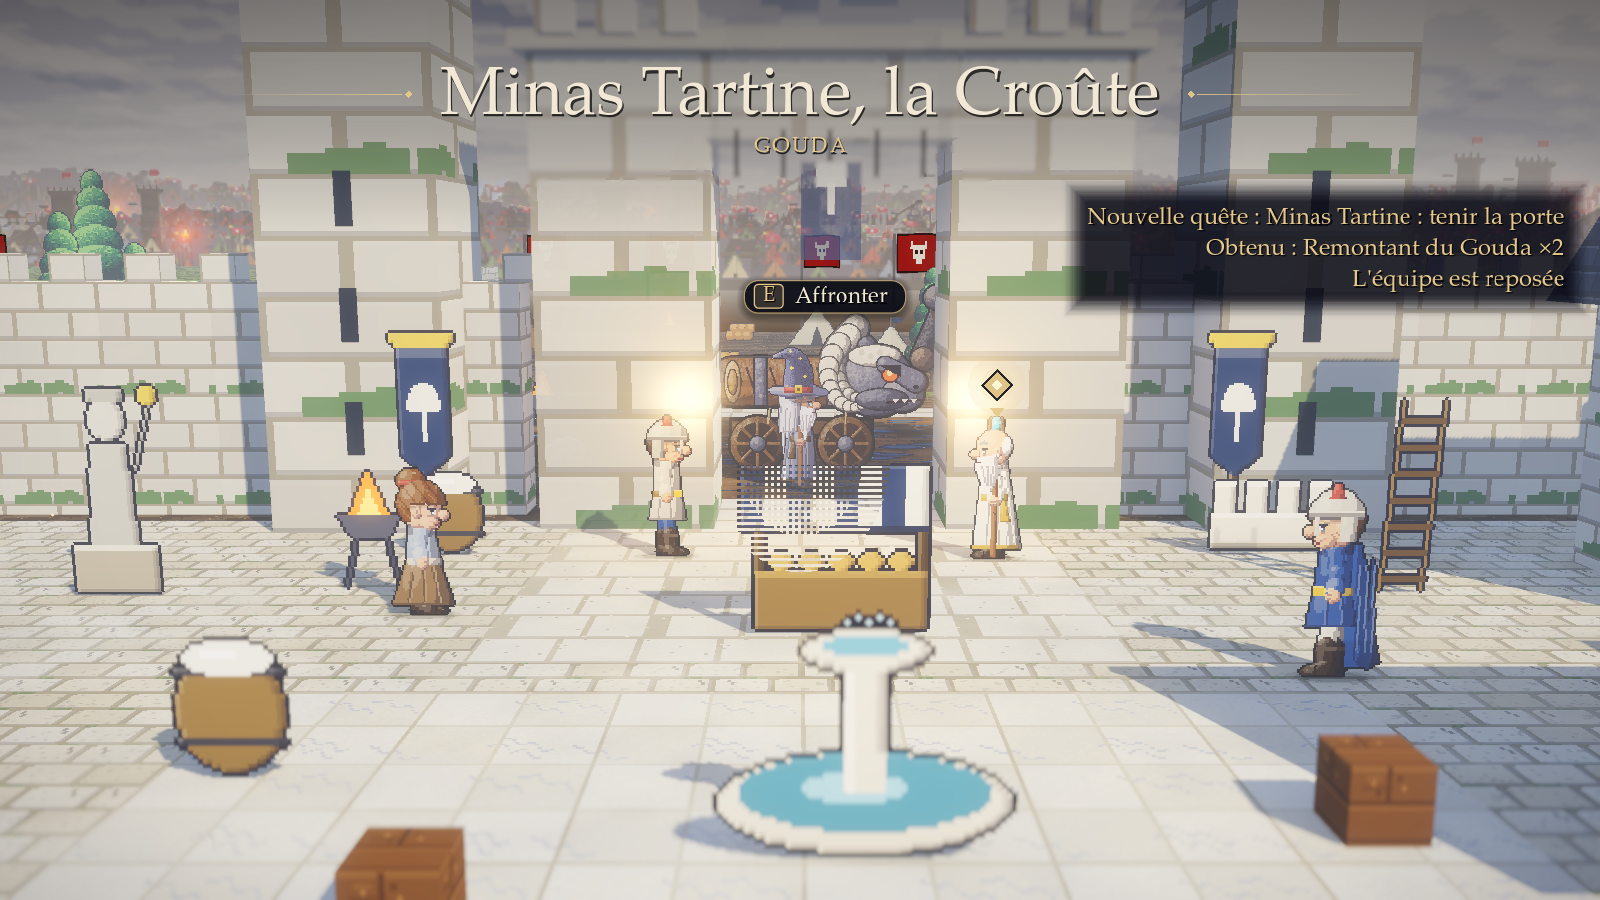 Minas Tartine, la Croûte
GOUDA
Nouvelle quête : Minas Tartine : tenir la porte
Obtenu : Remontant du Gouda ×2
L'équipe est reposée
E Affronter